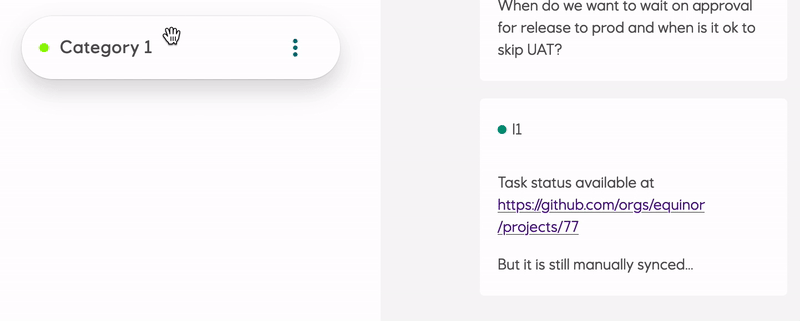 Category 1
When do we want to wait on approval
for release to prod and when is it ok to
skip UAT?
I1
Task status available at
https://github.com/orgs/equinor
/projects/77
But it is still manually synced...